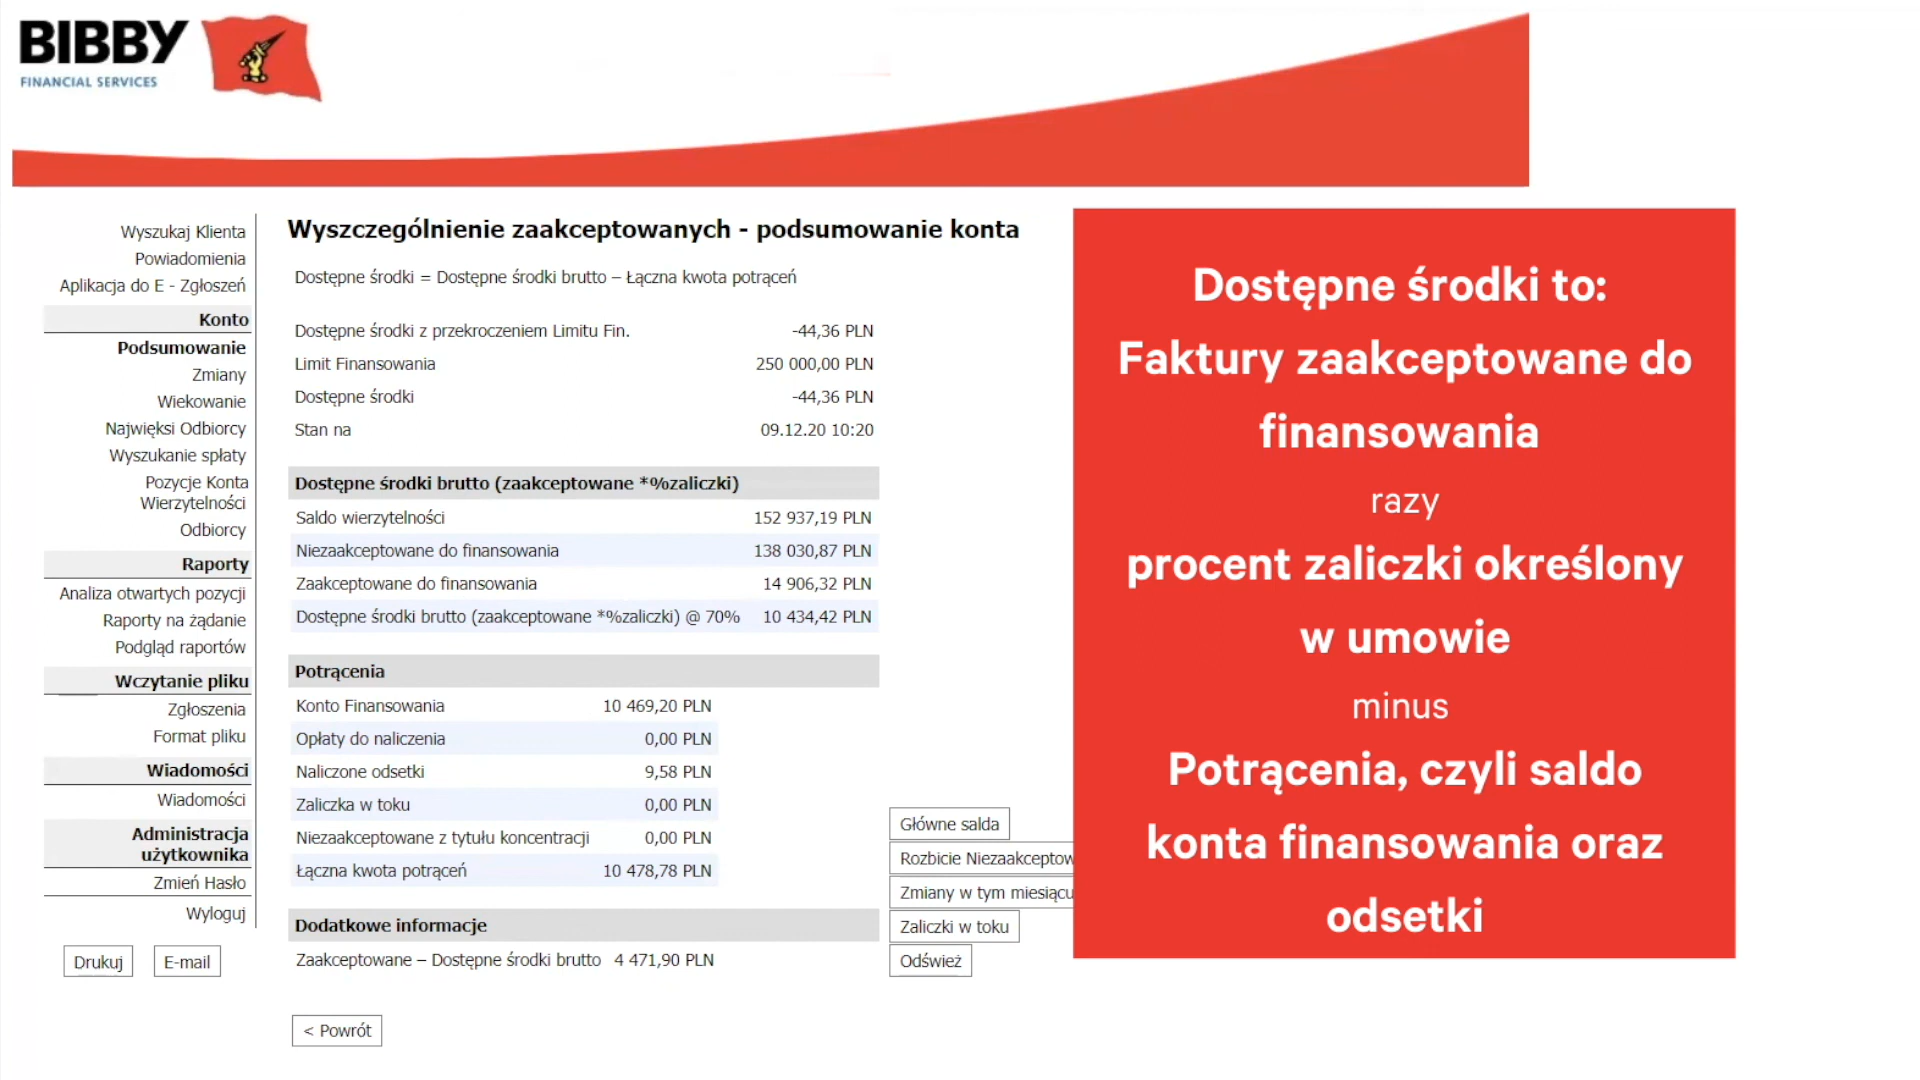 BIBBY
FINANCIAL SERVICES
Wyszukaj Klienta
Powiadomienia
Aplikacja do E - Zgłoszeń
Konto
Podsumowanie
Zmiany
Wiekowanie
Najwięksi Odbiorcy
Wyszukanie spłaty
Pozycje Konta
Wierzytelności
Odbiorcy
Raporty
Analiza otwartych pozycji
Raporty na żądanie
Podgląd raportów
Wczytanie pliku
Zgłoszenia
Format pliku
Wiadomości
Wiadomości
Administracja
użytkownika
Zmień Hasło
Wyloguj
Drukuj
E-mail
Wyszczególnienie zaakceptowanych - podsumowanie konta
Dostępne środki = Dostępne środki brutto – Łączna kwota potrąceń
Dostępne środki z przekroczeniem Limitu Fin. -44,36 PLN
Limit Finansowania 250 000,00 PLN
Dostępne środki -44,36 PLN
Stan na 09.12.20 10:20
Dostępne środki brutto (zaakceptowane *%zaliczki)
Saldo wierzytelności 152 937,19 PLN
Niezaakceptowane do finansowania 138 030,87 PLN
Zaakceptowane do finansowania 14 906,32 PLN
Dostępne środki brutto (zaakceptowane *%zaliczki) @ 70% 10 434,42 PLN
Potrącenia
Konto Finansowania 10 469,20 PLN
Opłaty do naliczenia 0,00 PLN
Naliczone odsetki 9,58 PLN
Zaliczka w toku 0,00 PLN
Niezaakceptowane z tytułu koncentracji 0,00 PLN
Łączna kwota potrąceń 10 478,78 PLN
Dodatkowe informacje
Zaakceptowane – Dostępne środki brutto 4 471,90 PLN
< Powrót
Główne salda
Rozbicie Niezaakceptow
Zmiany w tym miesiącu
Zaliczki w toku
Odśwież
Dostępne środki to:
Faktury zaakceptowane do
finansowania
razy
procent zaliczki określony
w umowie
minus
Potrącenia, czyli saldo
konta finansowania oraz
odsetki